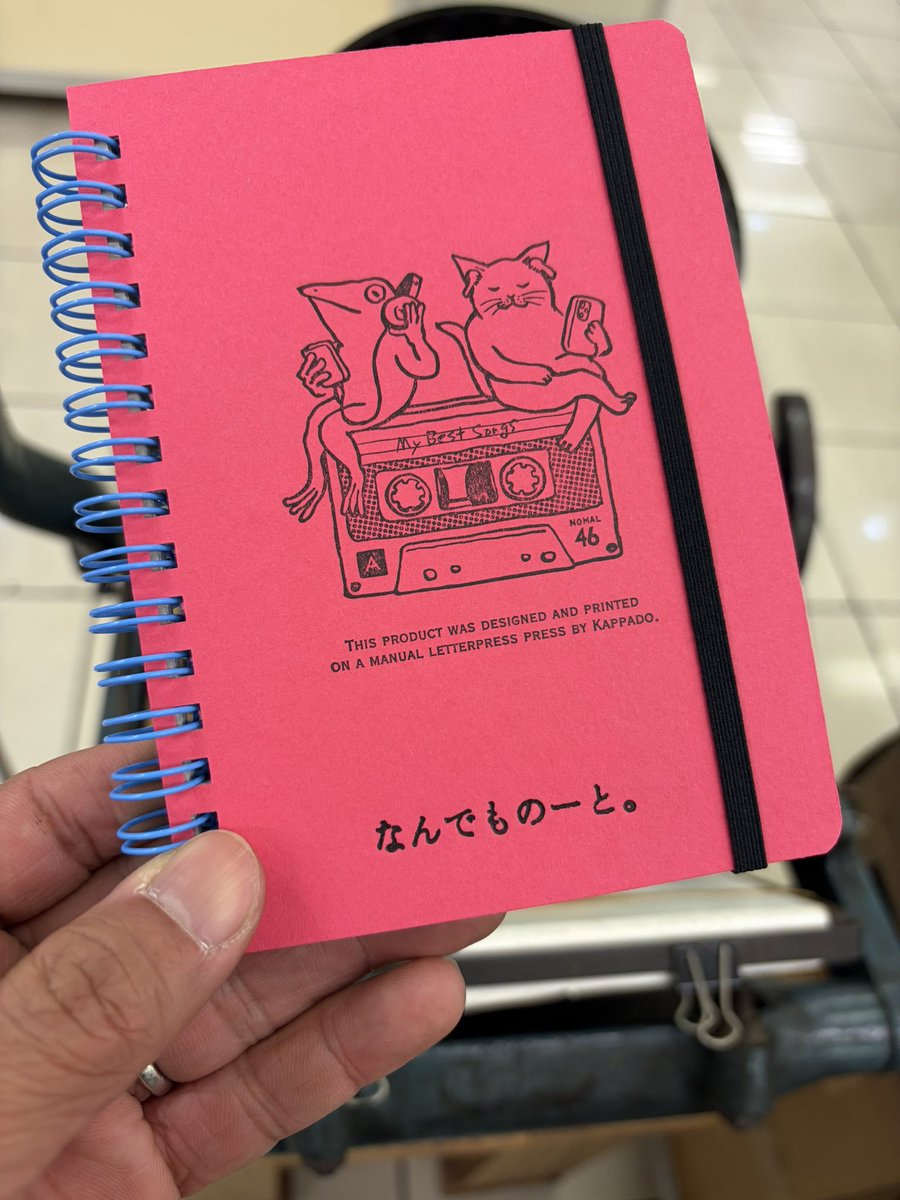 My Best Songs
NOMAL
46
A
THIS PRODUCT WAS DESIGNED AND PRINTED
ON A MANUAL LETTERPRESS PRESS BY KAPPADO.
なんでものーと。